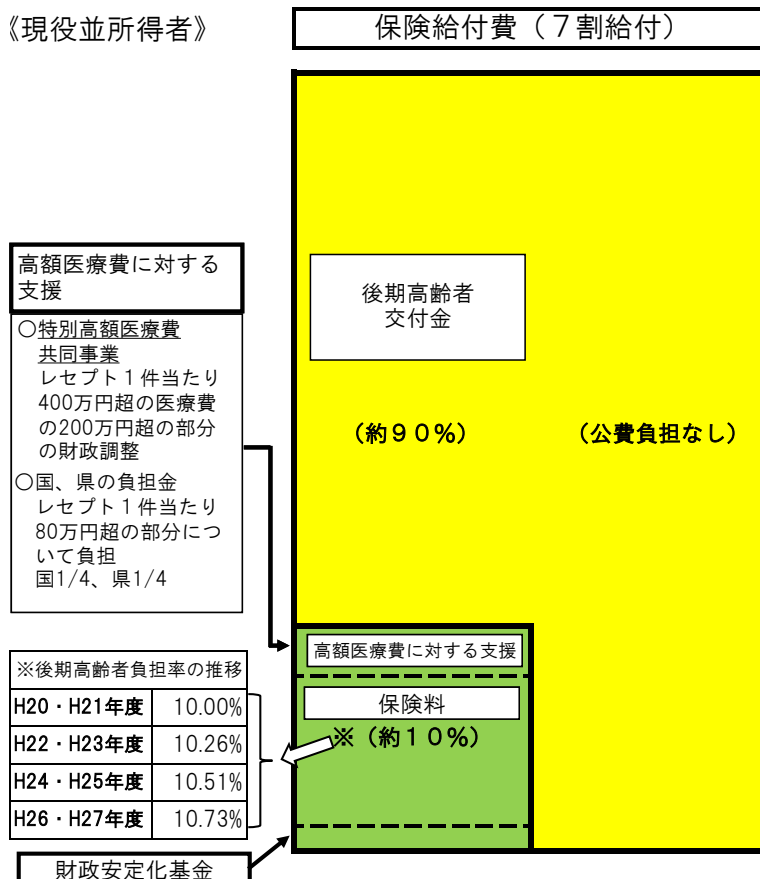 《現役並所得者》
保険給付費（７割給付）
高額医療費に対する
支援
○特別高額医療費
共同事業
レセプト１件当たり
400万円超の医療費
の200万円超の部分
の財政調整
○国、県の負担金
レセプト１件当たり
80万円超の部分につ
いて負担
国1/4、県1/4
後期高齢者
交付金
（約９０％）
（公費負担なし）
高額医療費に対する支援
保険料
※（約１０％）
※後期高齢者負担率の推移
H20・H21年度 10.00%
H22・H23年度 10.26%
H24・H25年度 10.51%
H26・H27年度 10.73%
財政安定化基金